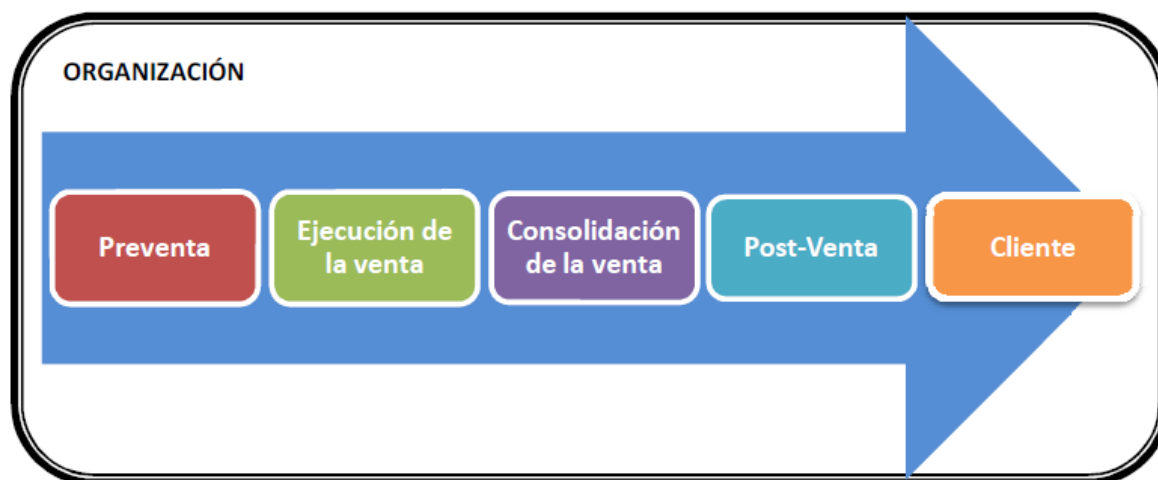 ORGANIZACIÓN
Preventa
Ejecución de
la venta
Consolidación
de la venta
Post-Venta
Cliente